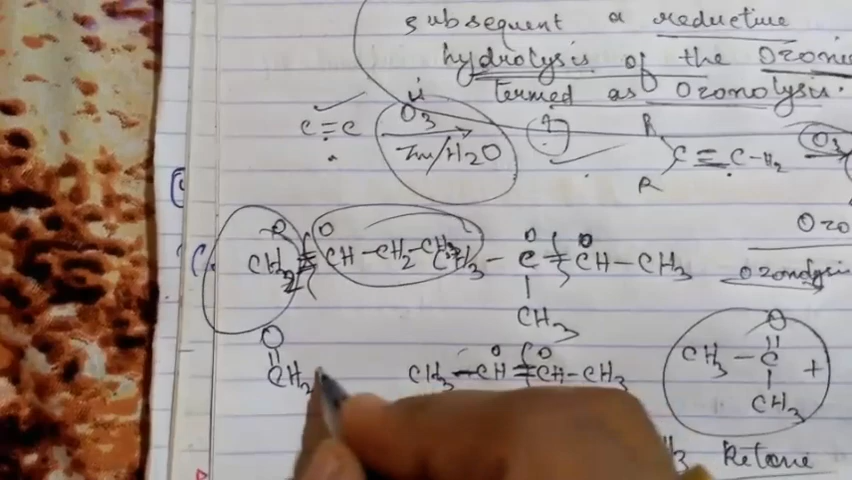 subsequent a reductive
hydrolysis of the Ozonid
termed as Ozonolysis.
C=C O3 Zn/H2O
R R C=C-H2 O3
Ozo
ozonolysis
O O
CH2=CH-CH2-CH3
O O
CH3-C=CH-CH3
CH3
O
CH2
O O
CH3-CH=CH-CH3
O
CH3-C +
CH3
Ketone